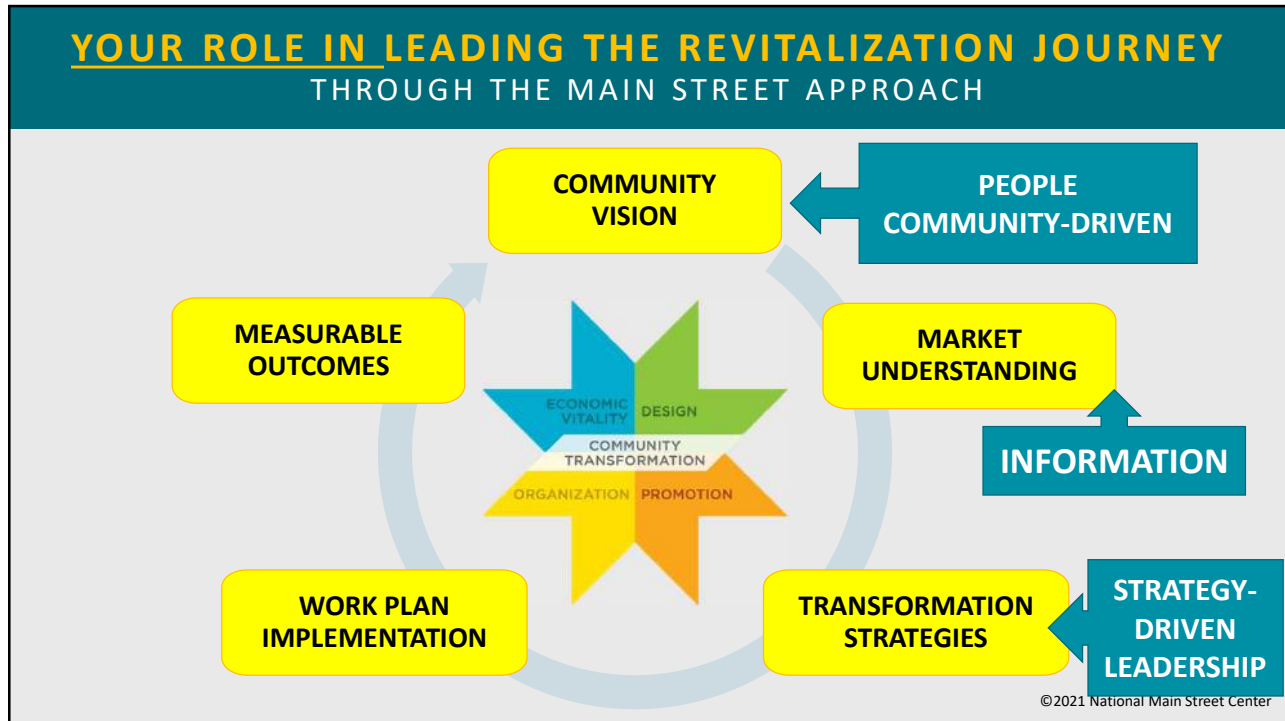 YOUR ROLE IN LEADING THE REVITALIZATION JOURNEY
THROUGH THE MAIN STREET APPROACH
COMMUNITY
VISION
PEOPLE
COMMUNITY-DRIVEN
MEASURABLE
OUTCOMES
MARKET
UNDERSTANDING
INFORMATION
ECONOMIC
VITALITY
DESIGN
COMMUNITY
TRANSFORMATION
ORGANIZATION
PROMOTION
WORK PLAN
IMPLEMENTATION
TRANSFORMATION
STRATEGIES
STRATEGY-
DRIVEN
LEADERSHIP
©2021 National Main Street Center